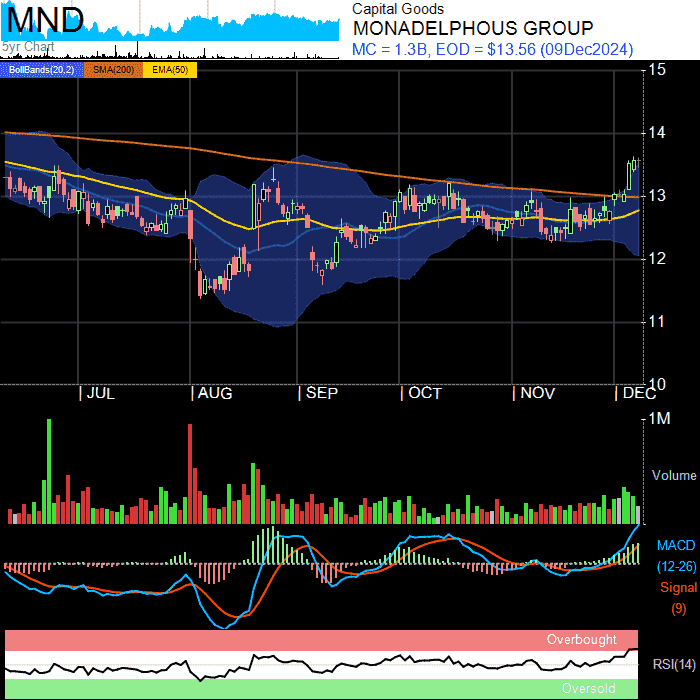 MND
5yr Chart
Capital Goods
MONADELPHOUS GROUP
MC = 1.3B, EOD = $13.56 (09Dec2024)
BollBands(20,2) SMA(200) EMA(50)
15
14
13
12
11
10
JUL AUG SEP OCT NOV DEC
1M
Volume
MACD
(12-26)
Signal
(9)
Overbought
RSI(14)
Oversold